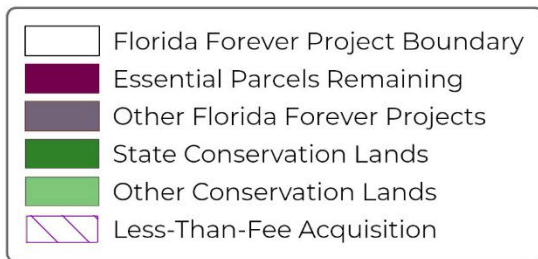 Florida Forever Project Boundary
Essential Parcels Remaining
Other Florida Forever Projects
State Conservation Lands
Other Conservation Lands
Less-Than-Fee Acquisition